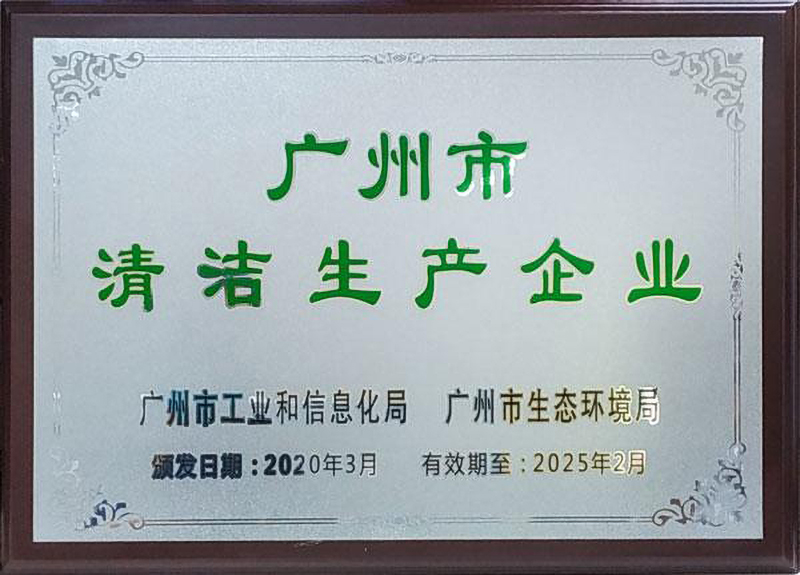 广州市
清洁生产企业
广州市工业和信息化局 广州市生态环境局
颁发日期：2020年3月 有效期至：2025年2月